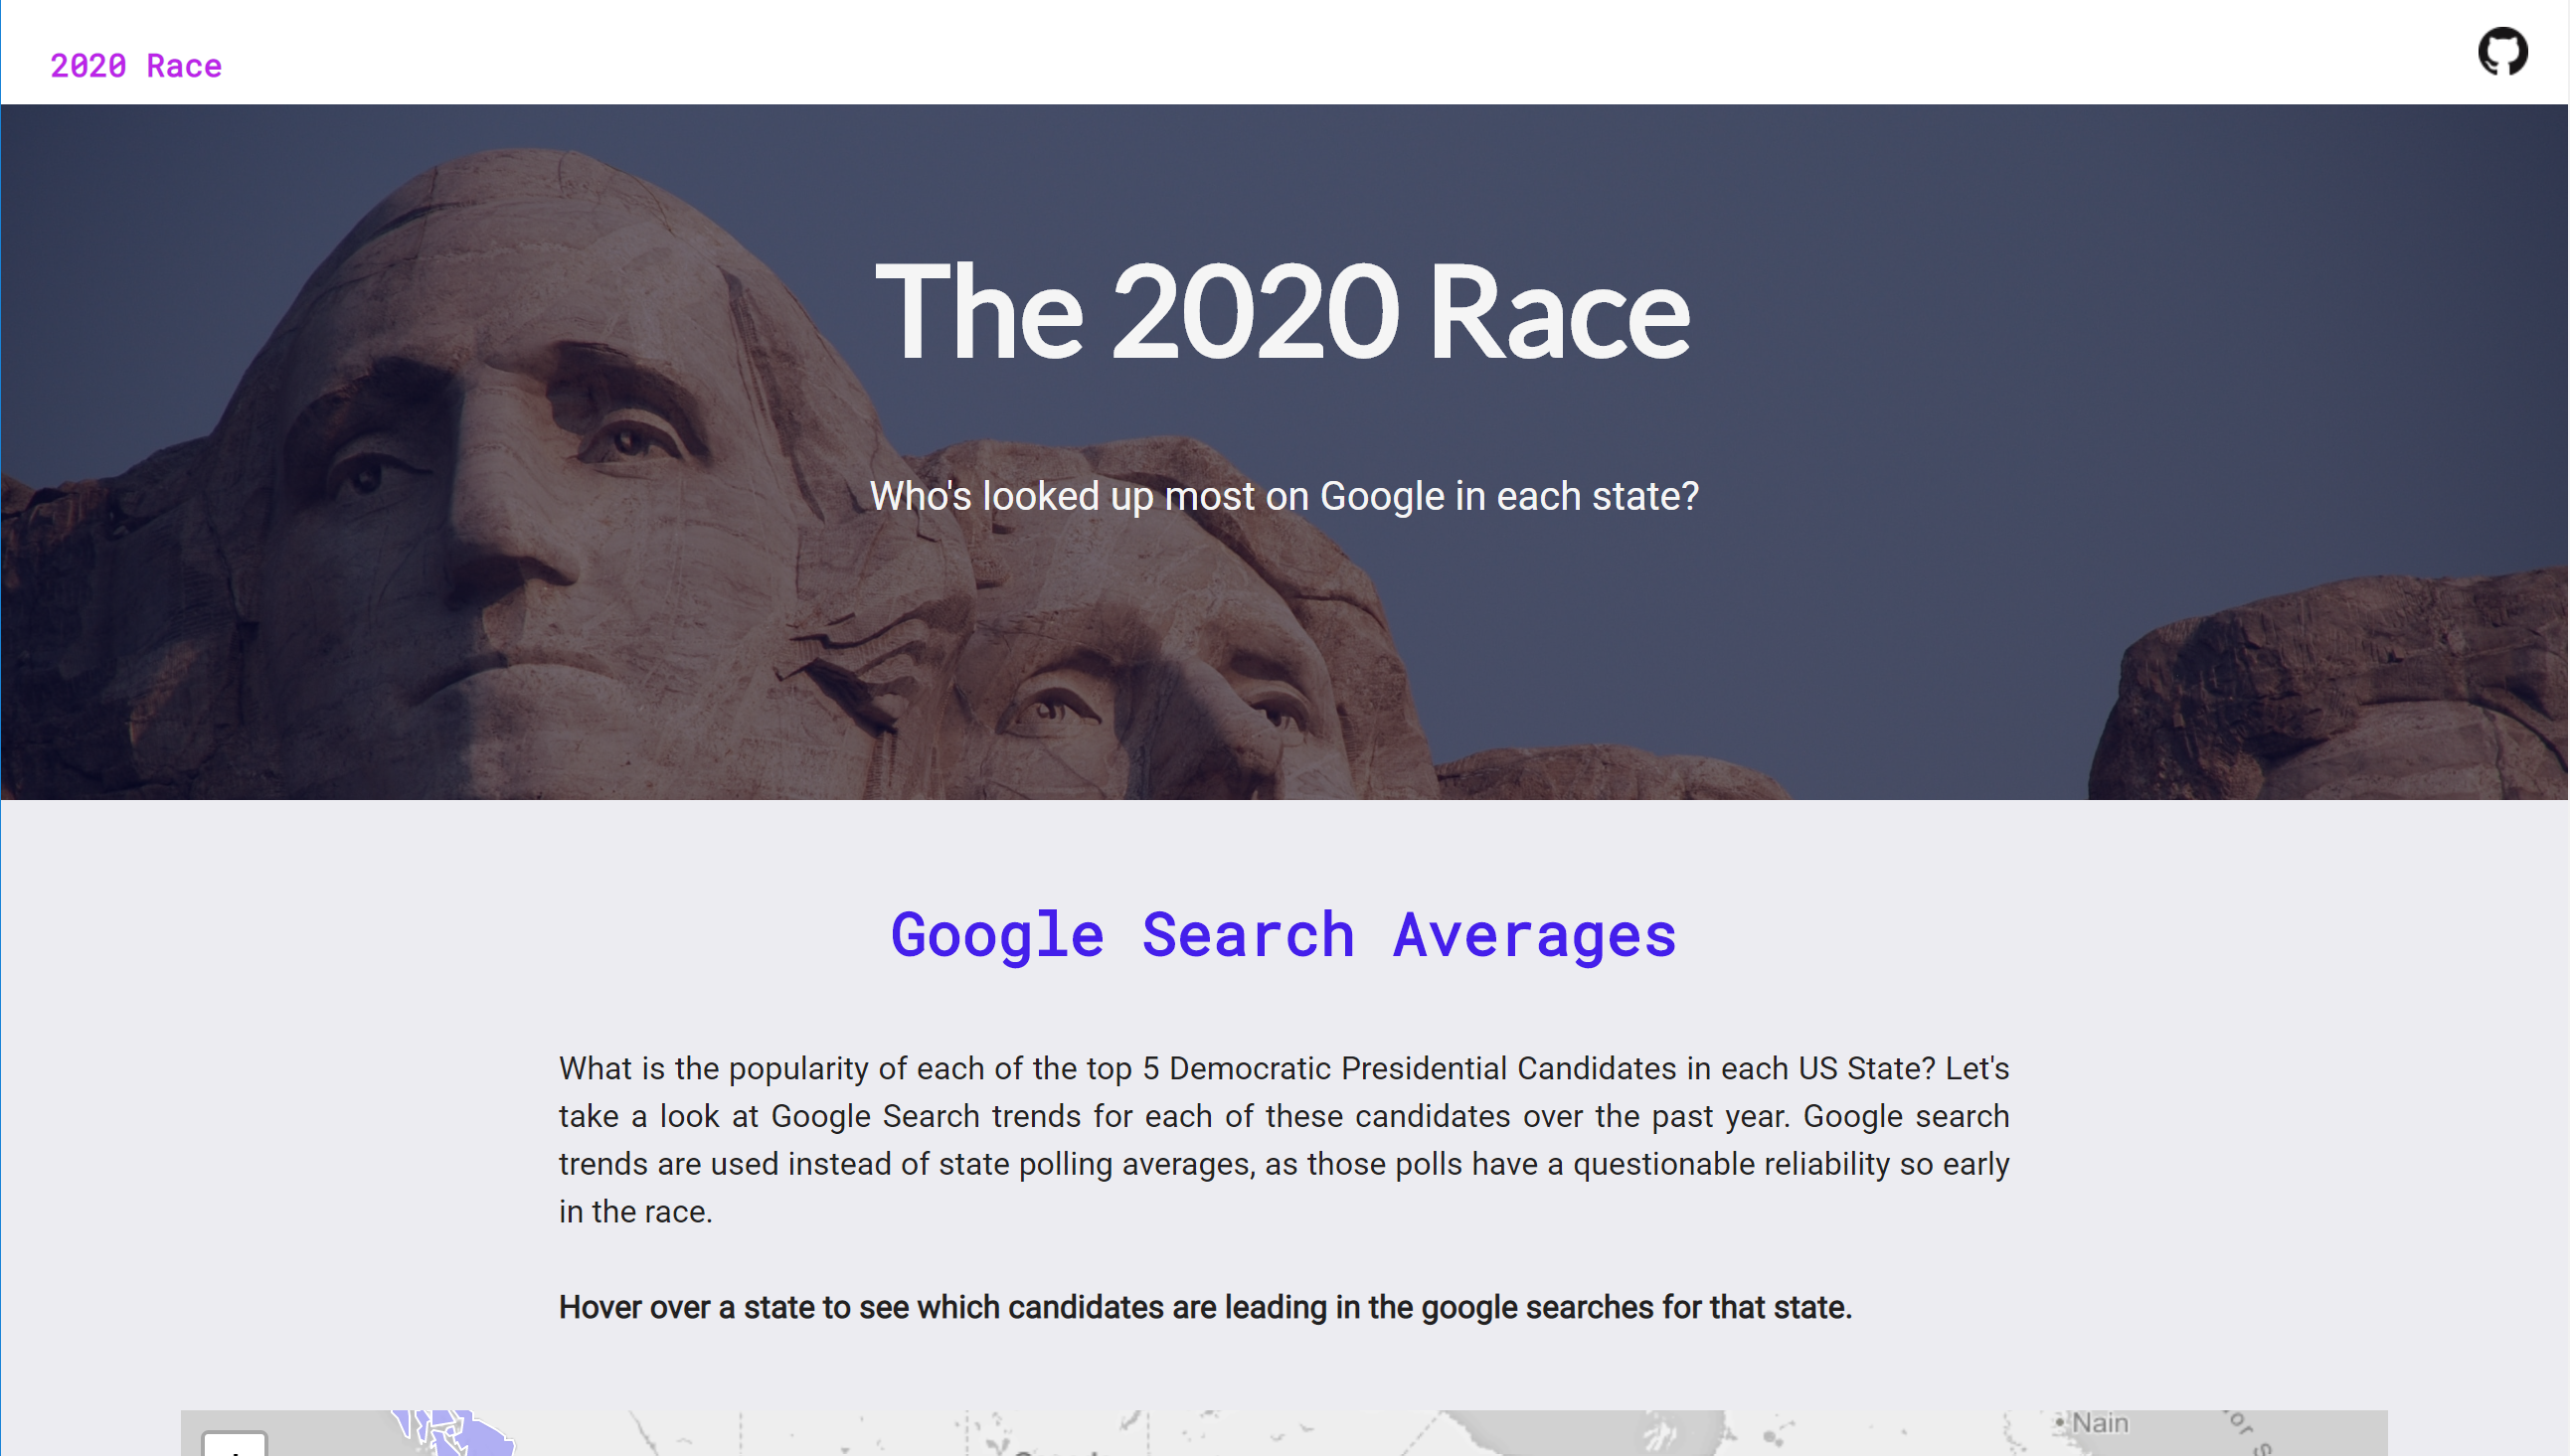 2020 Race
The 2020 Race
Who's looked up most on Google in each state?
Google Search Averages
What is the popularity of each of the top 5 Democratic Presidential Candidates in each US State? Let's
take a look at Google Search trends for each of these candidates over the past year. Google search
trends are used instead of state polling averages, as those polls have a questionable reliability so early
in the race.
Hover over a state to see which candidates are leading in the google searches for that state.
Nain